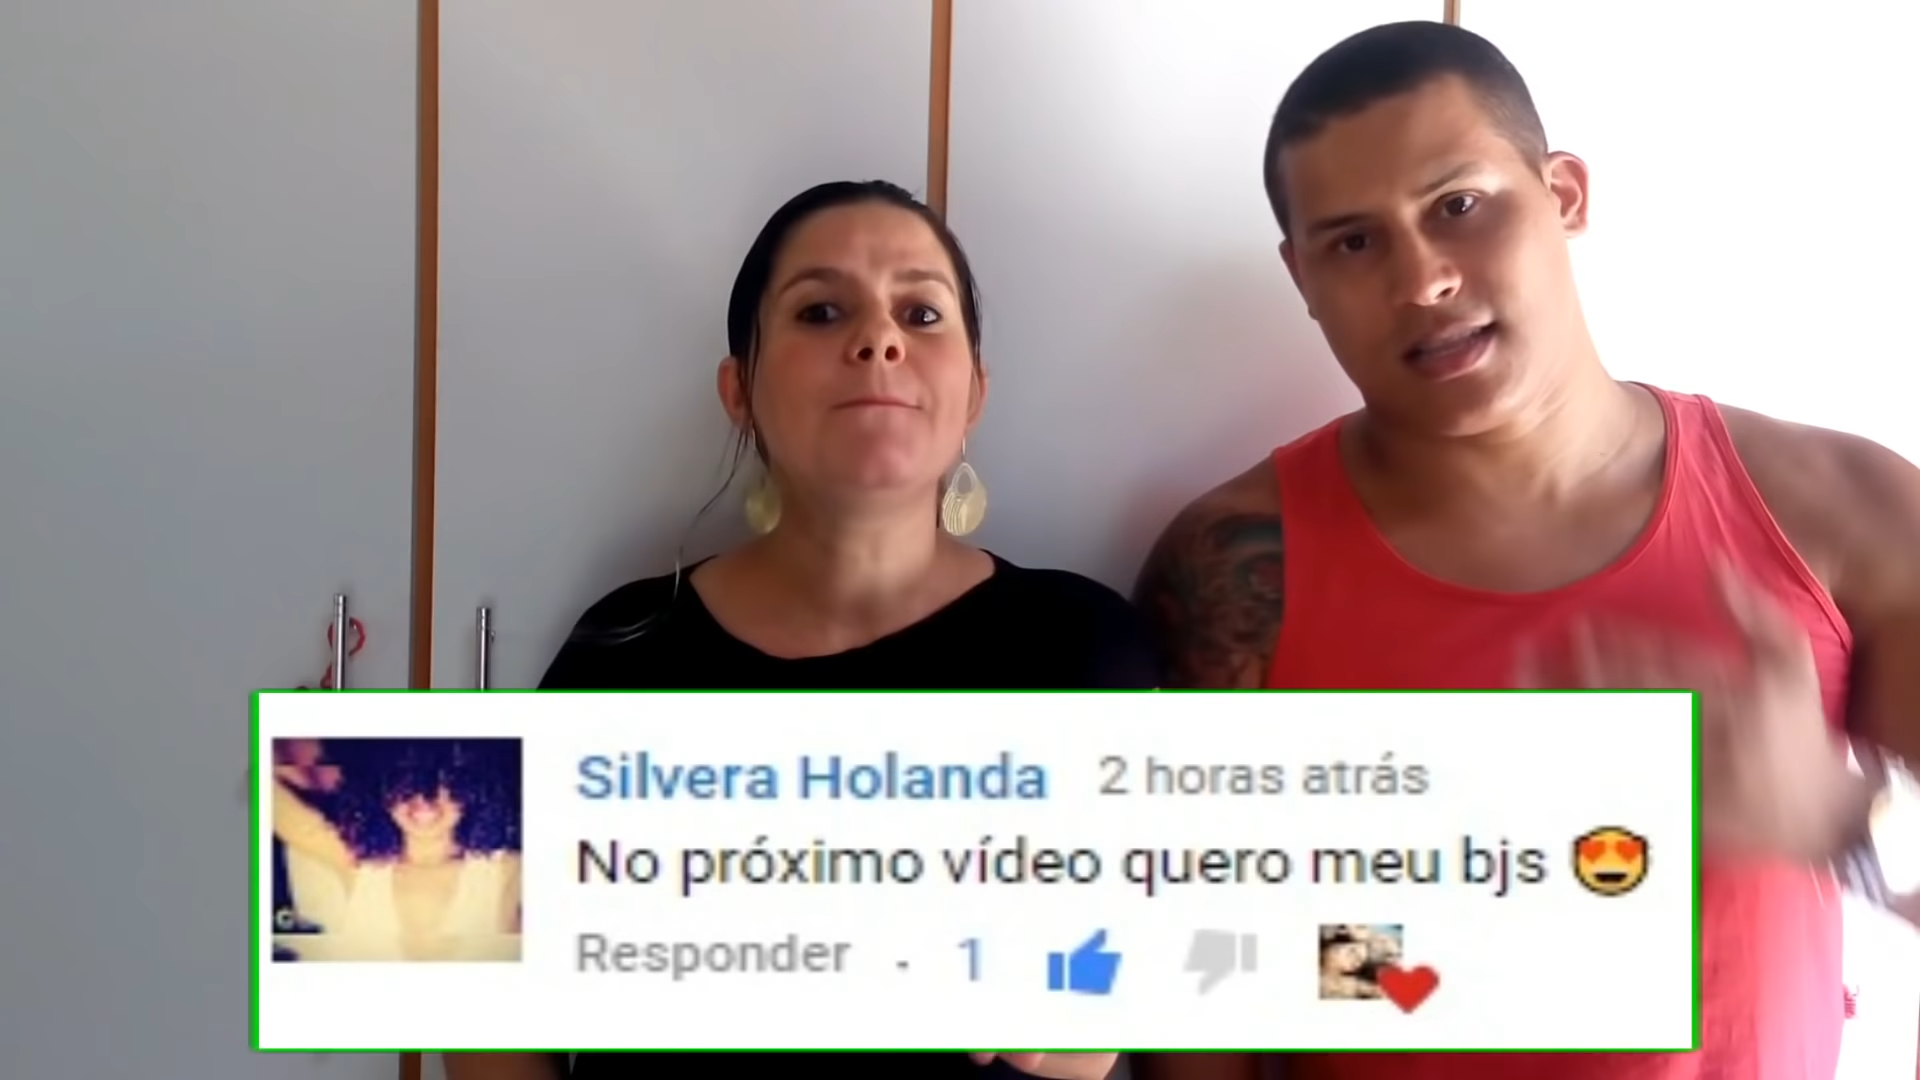 Silvera Holanda 2 horas atrás
No próximo vídeo quero meu bjs 😍
Responder · 1